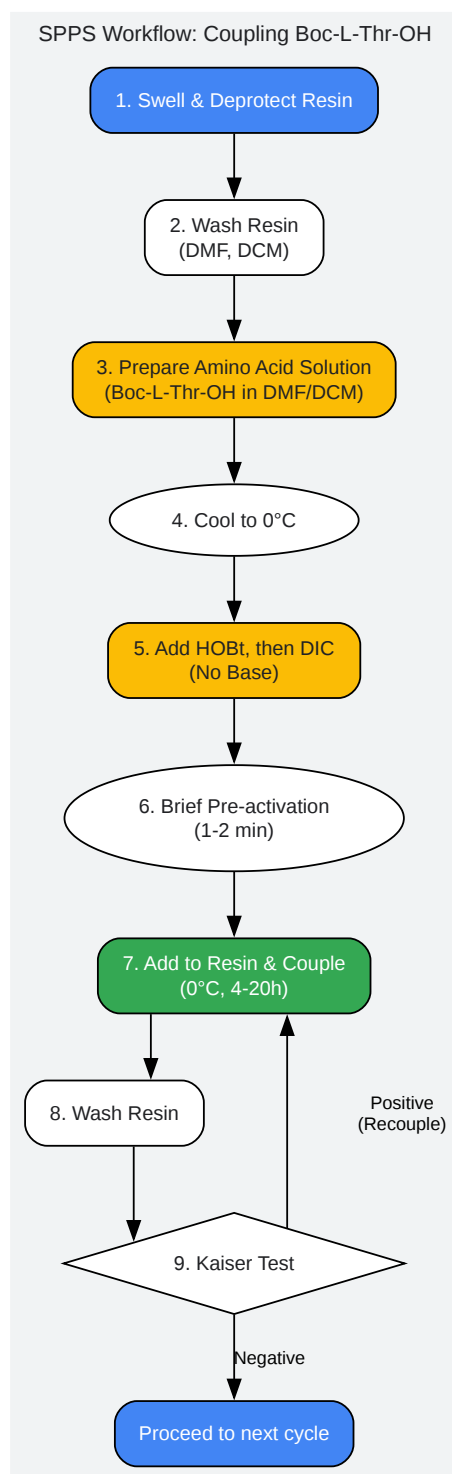 SPPS Workflow: Coupling Boc-L-Thr-OH
1. Swell & Deprotect Resin
2. Wash Resin
(DMF, DCM)
3. Prepare Amino Acid Solution
(Boc-L-Thr-OH in DMF/DCM)
4. Cool to 0°C
5. Add HOBt, then DIC
(No Base)
6. Brief Pre-activation
(1-2 min)
7. Add to Resin & Couple
(0°C, 4-20h)
8. Wash Resin
Positive
(Recouple)
9. Kaiser Test
Negative
Proceed to next cycle